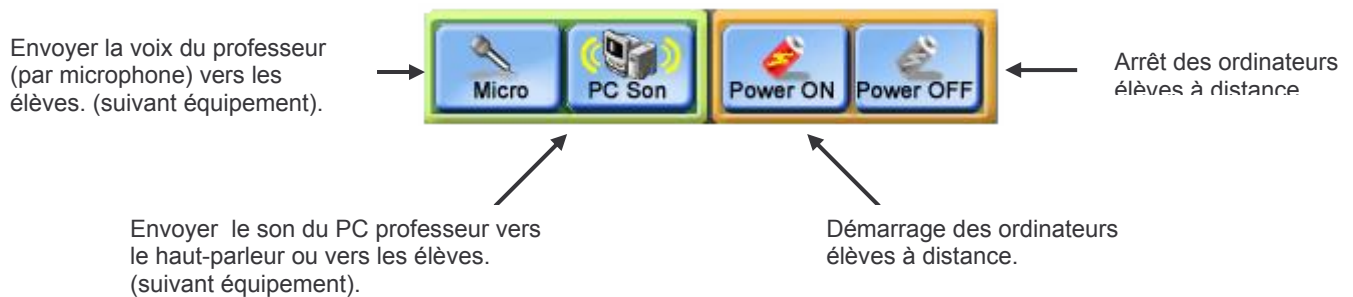 Envoyer la voix du professeur
(par microphone) vers les
élèves. (suivant équipement).
Micro
PC Son
Power ON
Power OFF
Arrêt des ordinateurs
élèves à distance
Envoyer le son du PC professeur vers
le haut-parleur ou vers les élèves.
(suivant équipement).
Démarrage des ordinateurs
élèves à distance.